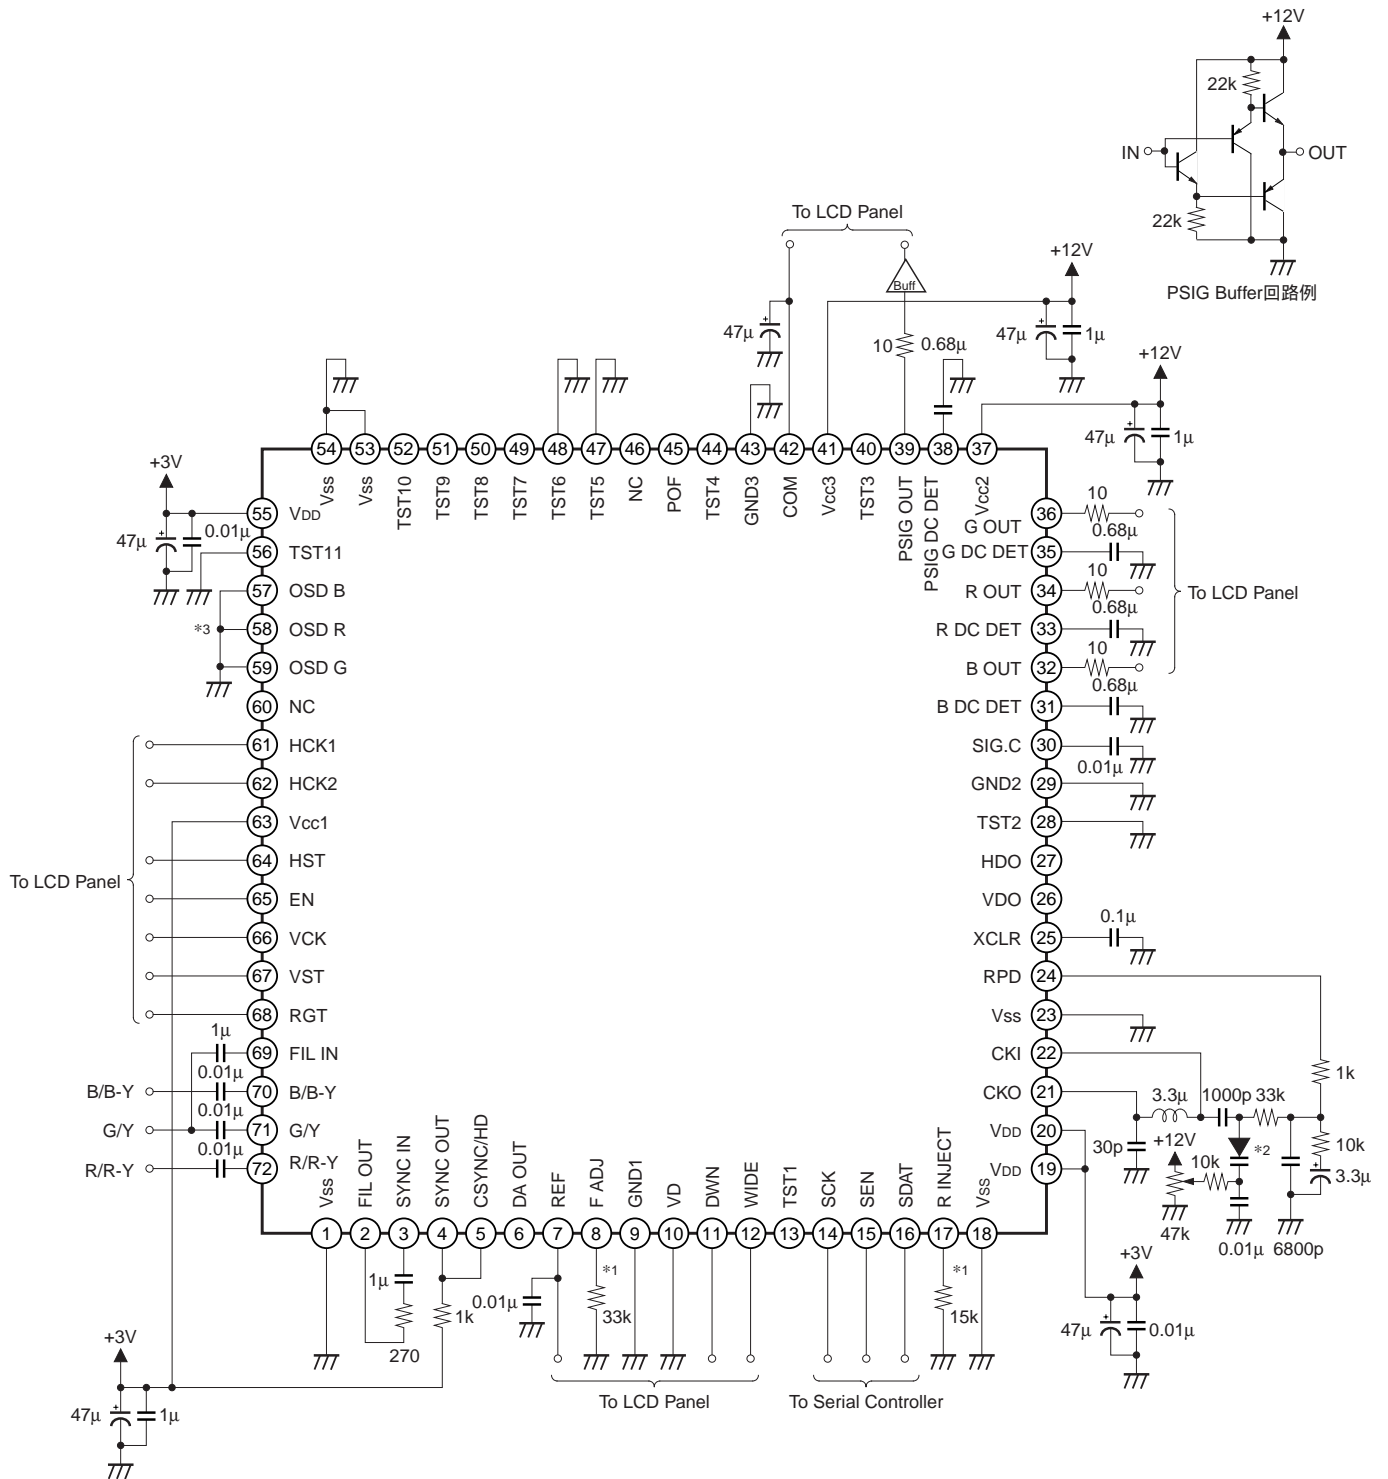 +12V
22k
IN
OUT
22k
PSIG Buffer回路例
To LCD Panel
+12V
Buff
47μ
10
0.68μ
47μ
1μ
+12V
47μ
1μ
54
53
52
51
50
49
48
47
46
45
44
43
42
41
40
39
38
37
Vss
Vss
TST10
TST9
TST8
TST7
TST6
TST5
NC
POF
TST4
GND3
COM
Vcc3
TST3
PSIG OUT
PSIG DC DET
Vcc2
+3V
47μ
0.01μ
55 VDD
56 TST11
57 OSD B
*3
58 OSD R
59 OSD G
60 NC
61 HCK1
62 HCK2
63 Vcc1
64 HST
To LCD Panel
65 EN
66 VCK
67 VST
68 RGT
1μ
69 FIL IN
0.01μ
B/B-Y
70 B/B-Y
0.01μ
G/Y
71 G/Y
0.01μ
R/R-Y
72 R/R-Y
G OUT 36
10
0.68μ
G DC DET 35
10
R OUT 34
To LCD Panel
0.68μ
R DC DET 33
10
B OUT 32
0.68μ
B DC DET 31
SIG.C 30
0.01μ
GND2 29
TST2 28
HDO 27
VDO 26
0.1μ
XCLR 25
RPD 24
Vss 23
CKI 22
1k
CKO 21
3.3μ
1000p
33k
VDD 20
30p
+12V
10k
*2
10k
VDD 19
3.3μ
47k
0.01μ
6800p
Vss
FIL OUT
SYNC IN
SYNC OUT
CSYNC/HD
DA OUT
REF
F ADJ
GND1
VD
DWN
WIDE
TST1
SCK
SEN
SDAT
R INJECT
Vss
1
2
3
4
5
6
7
8
9
10
11
12
13
14
15
16
17
18
1μ
270
1k
0.01μ
*1
33k
*1
15k
+3V
47μ
0.01μ
To LCD Panel
To Serial Controller
+3V
47μ
1μ